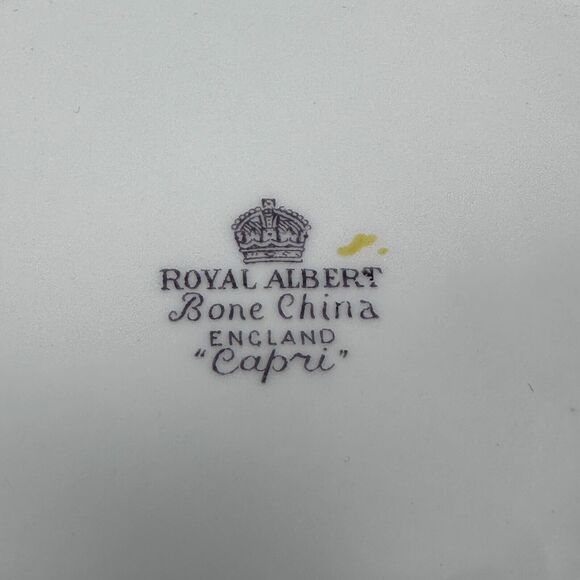 ROYAL ALBERT
Bone China
ENGLAND
"Capri"